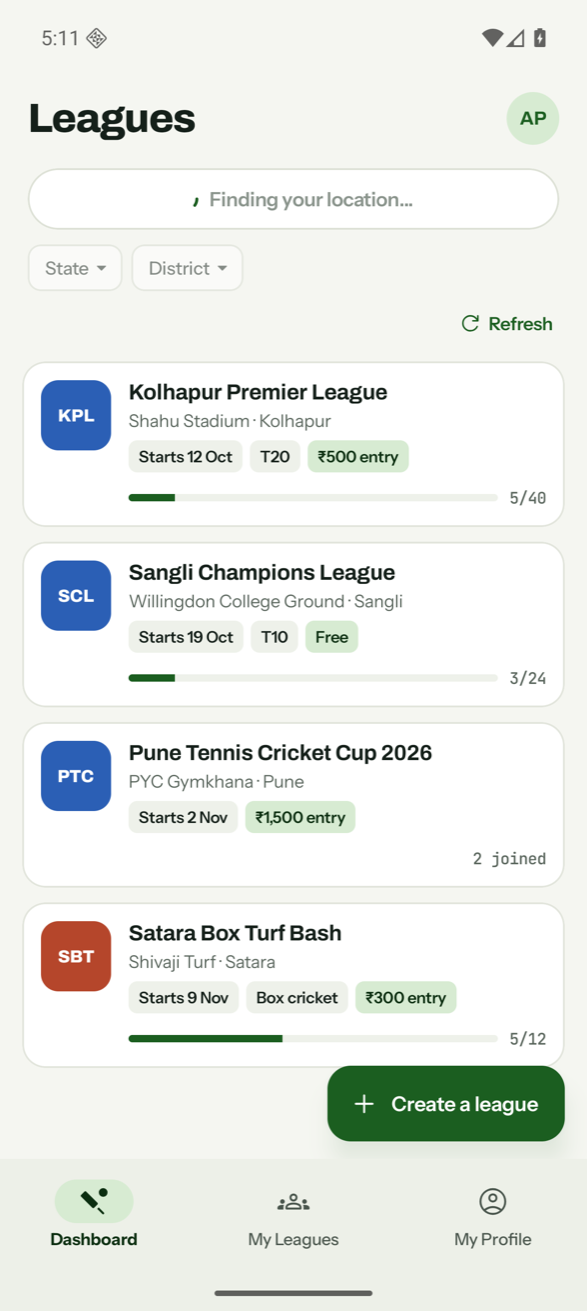 5:11
Leagues
AP
Finding your location...
State
District
Refresh
KPL
Kolhapur Premier League
Shahu Stadium · Kolhapur
Starts 12 Oct
T20
₹500 entry
5/40
SCL
Sangli Champions League
Willingdon College Ground · Sangli
Starts 19 Oct
T10
Free
3/24
PTC
Pune Tennis Cricket Cup 2026
PYC Gymkhana · Pune
Starts 2 Nov
₹1,500 entry
2 joined
SBT
Satara Box Turf Bash
Shivaji Turf · Satara
Starts 9 Nov
Box cricket
₹300 entry
5/12
+ Create a league
Dashboard
My Leagues
My Profile